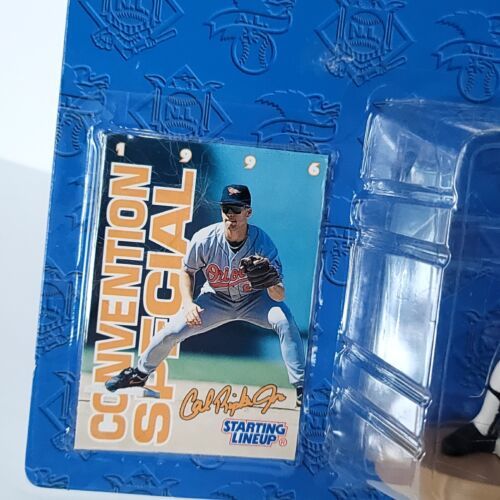 1 9 9 6
CONVENTION
SPECIAL
Orioles
Cal Ripken Jr
STARTING
LINEUP®